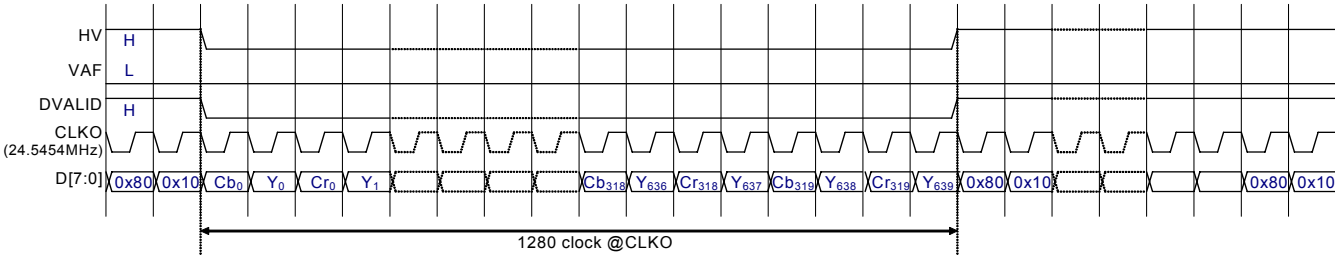 HV H
VAF L
DVALID H
CLKO
(24.5454MHz)
D[7:0] 0x80 0x10 Cb₀ Y₀ Cr₀ Y₁ Cb₃₁₈ Y₆₃₆ Cr₃₁₈ Y₆₃₇ Cb₃₁₉ Y₆₃₈ Cr₃₁₉ Y₆₃₉ 0x80 0x10 0x80 0x10
1280 clock @CLKO